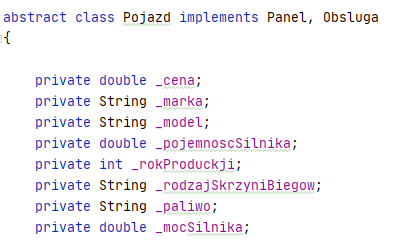 abstract class Pojazd implements Panel, Obsluga
{
private double _cena;
private String _marka;
private String _model;
private double _pojemnoscSilnika;
private int _rokProduckji;
private String _rodzajSkrzyniBiegow;
private String _paliwo;
private double _mocSilnika;